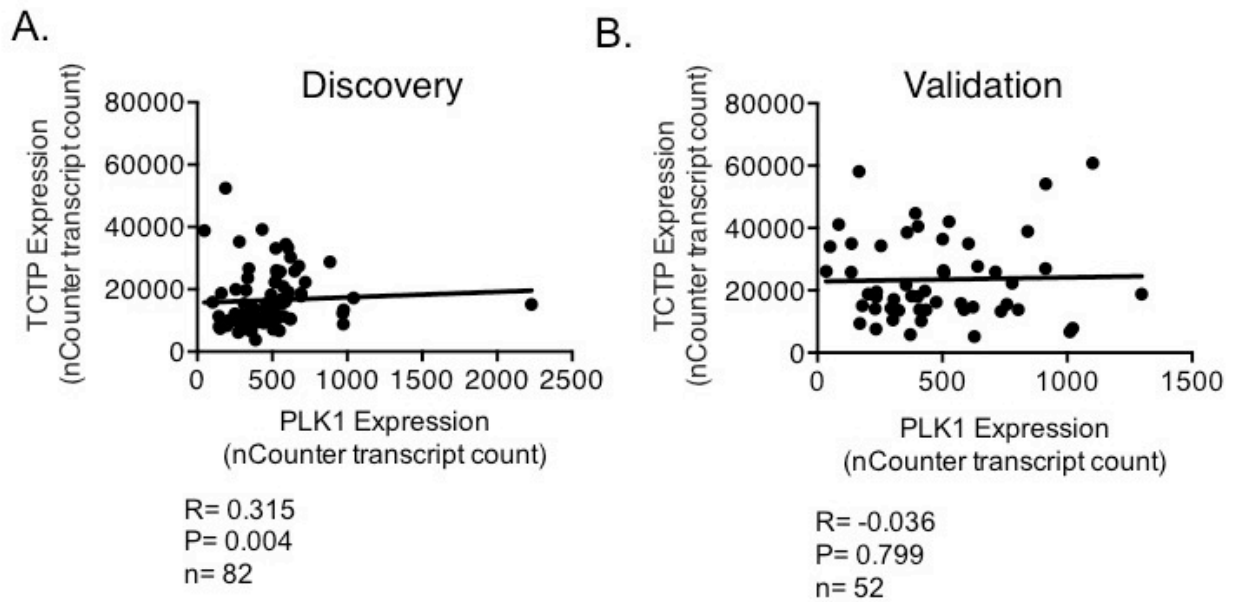 A.
Discovery
TCTP Expression
(nCounter transcript count)
80000
60000
40000
20000
0
0 500 1000 1500 2000 2500
PLK1 Expression
(nCounter transcript count)
R= 0.315
P= 0.004
n= 82
B.
Validation
TCTP Expression
(nCounter transcript count)
80000
60000
40000
20000
0
0 500 1000 1500
PLK1 Expression
(nCounter transcript count)
R= -0.036
P= 0.799
n= 52